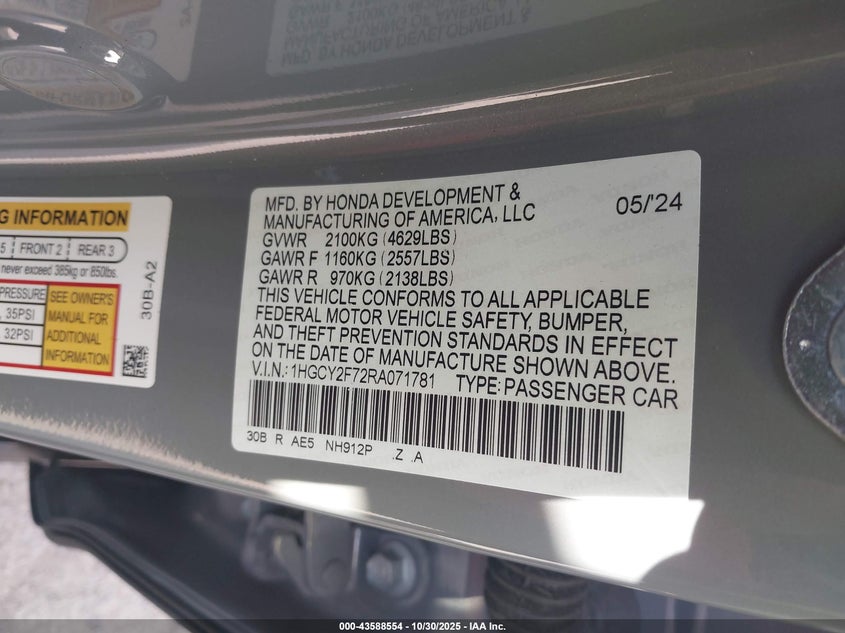 MFD. BY HONDA DEVELOPMENT &
MANUFACTURING OF AMERICA, LLC 05/'24
GVWR 2100KG (4629LBS)
GAWR F 1160KG (2557LBS)
GAWR R 970KG (2138LBS)
THIS VEHICLE CONFORMS TO ALL APPLICABLE
FEDERAL MOTOR VEHICLE SAFETY, BUMPER,
AND THEFT PREVENTION STANDARDS IN EFFECT
ON THE DATE OF MANUFACTURE SHOWN ABOVE.
V.I.N.: 1HGCY2F72RA071781 TYPE: PASSENGER CAR
30B R AE5 NH912P .Z .A
G INFORMATION
5 FRONT 2 REAR 3
never exceed 385kg or 850lbs.
PRESSURE
35PSI
32PSI
SEE OWNER'S
MANUAL FOR
ADDITIONAL
INFORMATION
30B-A2
000-43588554 - 10/30/2025 - IAA Inc.